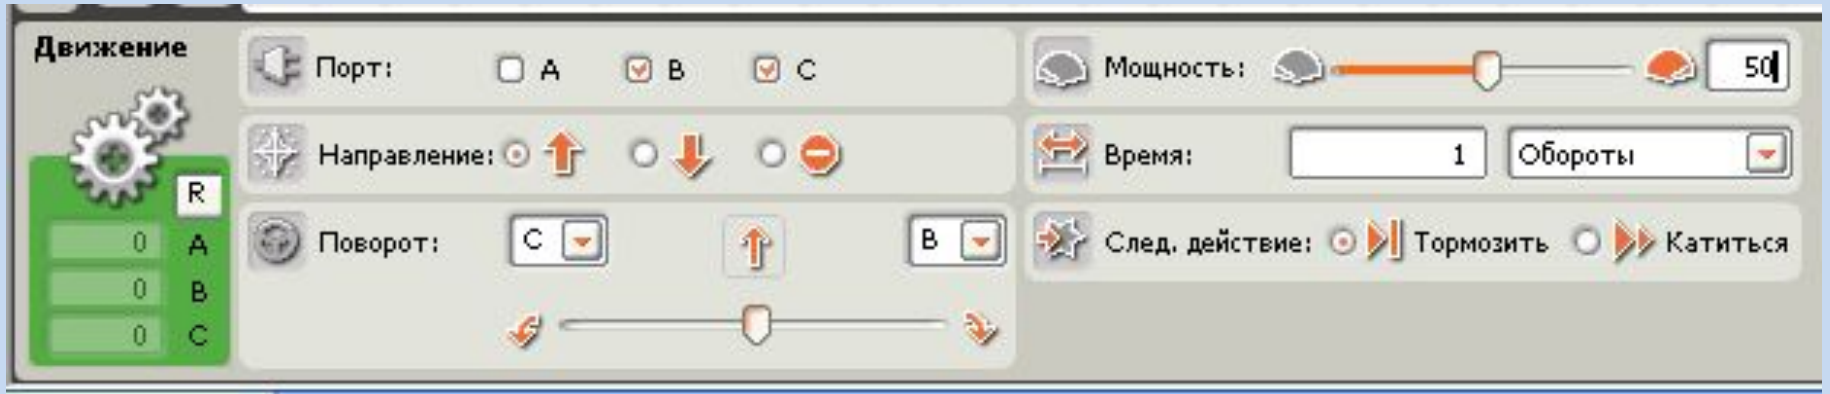 Движение
R
0 A
0 B
0 C
Порт: A B C
Направление:
Поворот: C B
Мощность: 50
Время: 1 Обороты
След. действие: Тормозить Катиться